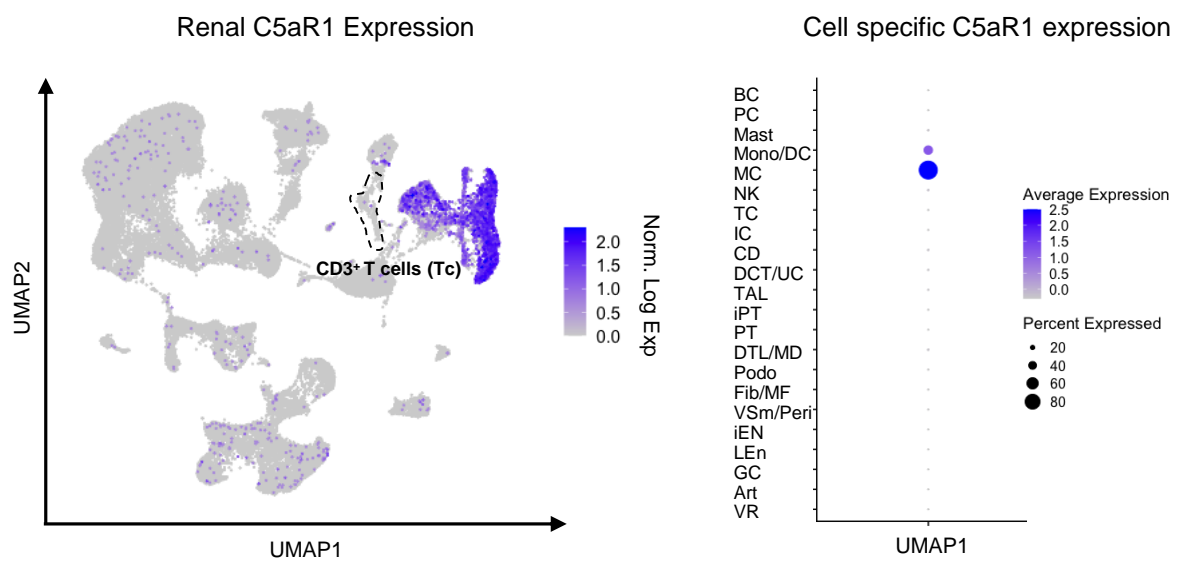 Renal C5aR1 Expression
UMAP2
CD3+ T cells (Tc)
UMAP1
2.0
1.5
1.0
0.5
0.0
Norm. Log Exp
Cell specific C5aR1 expression
BC
PC
Mast
Mono/DC
MC
NK
TC
IC
CD
DCT/UC
TAL
iPT
PT
DTL/MD
Podo
Fib/MF
VSm/Peri
iEN
LEn
GC
Art
VR
UMAP1
Average Expression
2.5
2.0
1.5
1.0
0.5
0.0
Percent Expressed
20
40
60
80